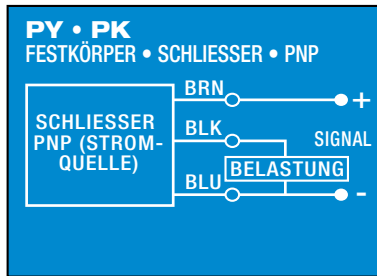 PY • PK
FESTKÖRPER • SCHLIESSER • PNP
BRN
+
SCHLIESSER
PNP (STROM-
QUELLE)
BLK
SIGNAL
BELASTUNG
BLU
-